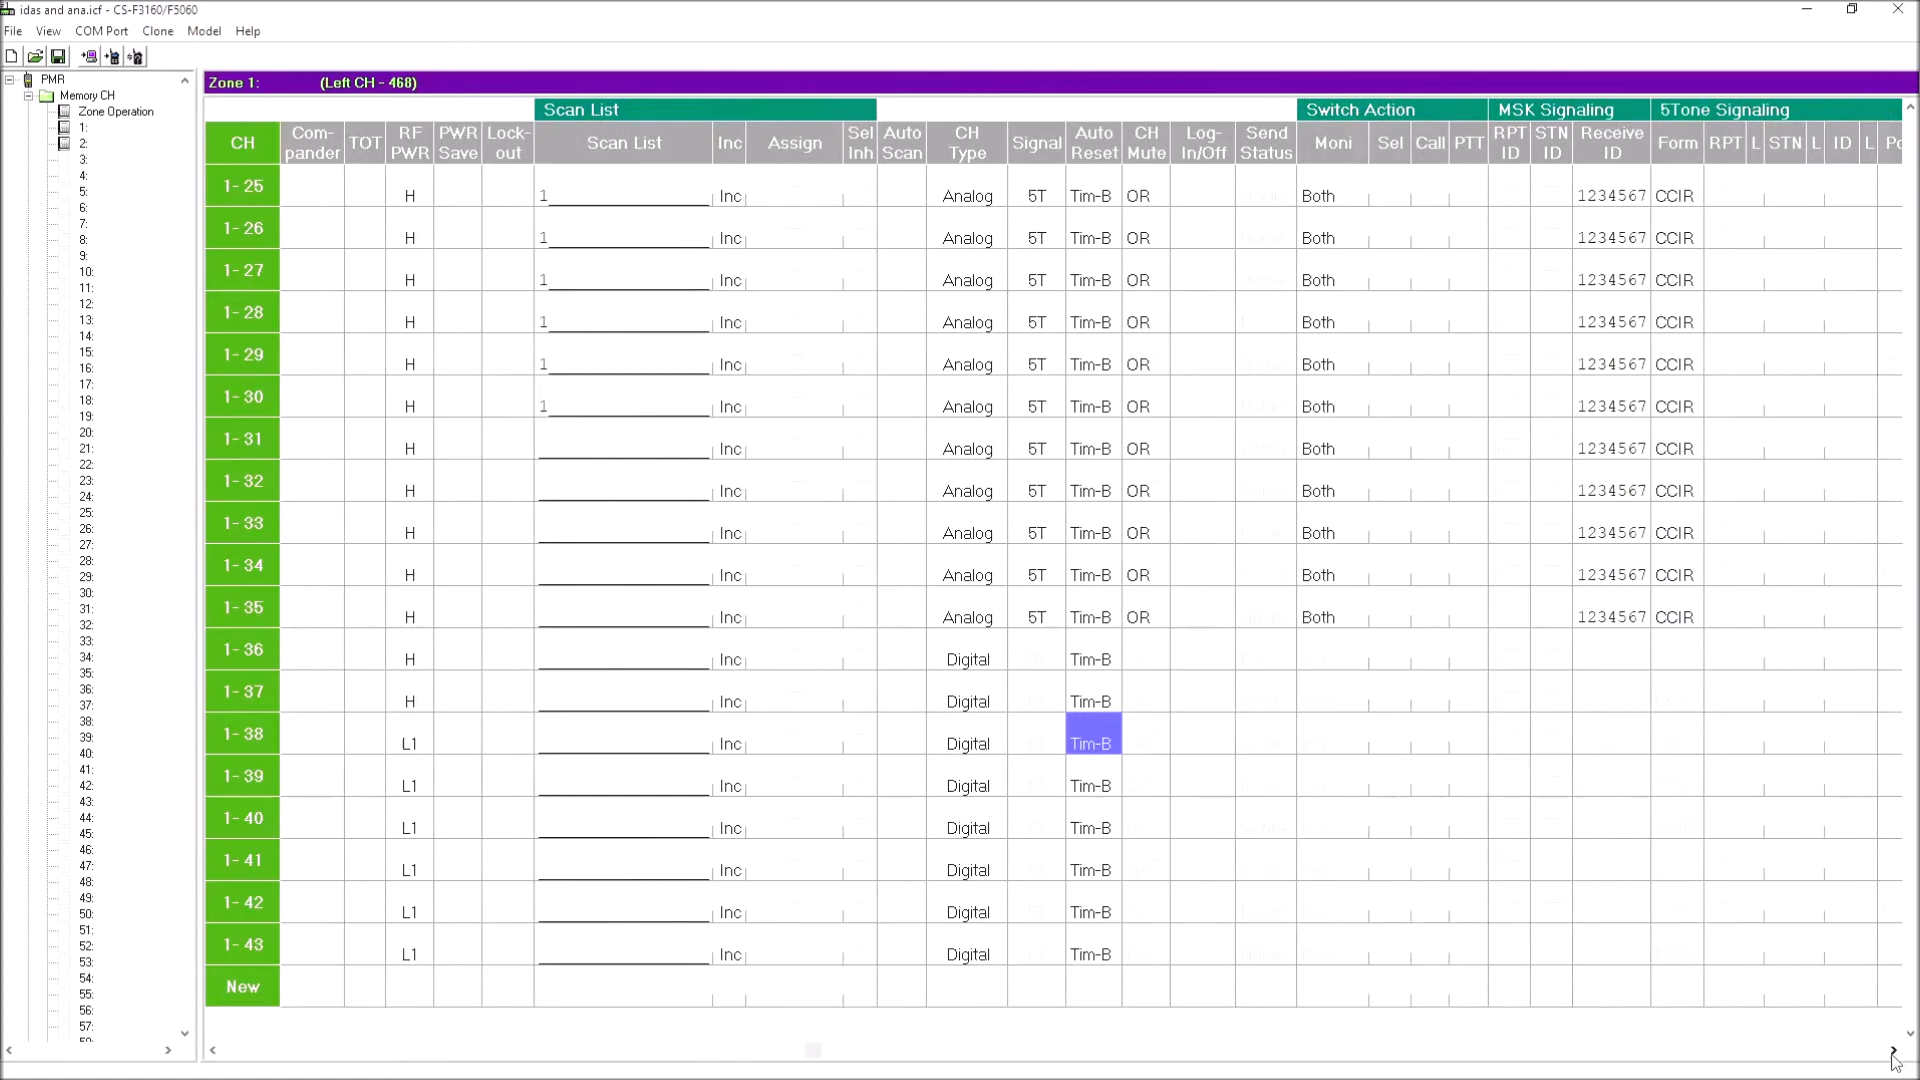 idas and ana.icf - CS-F3160/F5060
File View COM Port Clone Model Help
PMR
Memory CH
Zone Operation
1:
2:
3:
4:
5:
6:
7:
8:
9:
10:
11:
12:
13:
14:
15:
16:
17:
18:
19:
20:
21:
22:
23:
24:
25:
26:
27:
28:
29:
30:
31:
32:
33:
34:
35:
36:
37:
38:
39:
40:
41:
42:
43:
44:
45:
46:
47:
48:
49:
50:
51:
52:
53:
54:
55:
56:
57:
Zone 1: (Left CH - 468)
Scan List Switch Action MSK Signaling 5Tone Signaling
CH Com-pander TOT RF PWR PWR Save Lock-out Scan List Inc Assign Sel Inh Auto Scan CH Type Signal Auto Reset CH Mute Log-In/Off Send Status Moni Sel Call PTT RPT ID STN ID Receive ID Form RPT L STN L ID L
1- 25 H 1 Inc Analog 5T Tim-B OR Both 1234567 CCIR
1- 26 H 1 Inc Analog 5T Tim-B OR Both 1234567 CCIR
1- 27 H 1 Inc Analog 5T Tim-B OR Both 1234567 CCIR
1- 28 H 1 Inc Analog 5T Tim-B OR Both 1234567 CCIR
1- 29 H 1 Inc Analog 5T Tim-B OR Both 1234567 CCIR
1- 30 H 1 Inc Analog 5T Tim-B OR Both 1234567 CCIR
1- 31 H Inc Analog 5T Tim-B OR Both 1234567 CCIR
1- 32 H Inc Analog 5T Tim-B OR Both 1234567 CCIR
1- 33 H Inc Analog 5T Tim-B OR Both 1234567 CCIR
1- 34 H Inc Analog 5T Tim-B OR Both 1234567 CCIR
1- 35 H Inc Analog 5T Tim-B OR Both 1234567 CCIR
1- 36 H Inc Digital Tim-B
1- 37 H Inc Digital Tim-B
1- 38 L1 Inc Digital Tim-B
1- 39 L1 Inc Digital Tim-B
1- 40 L1 Inc Digital Tim-B
1- 41 L1 Inc Digital Tim-B
1- 42 L1 Inc Digital Tim-B
1- 43 L1 Inc Digital Tim-B
New